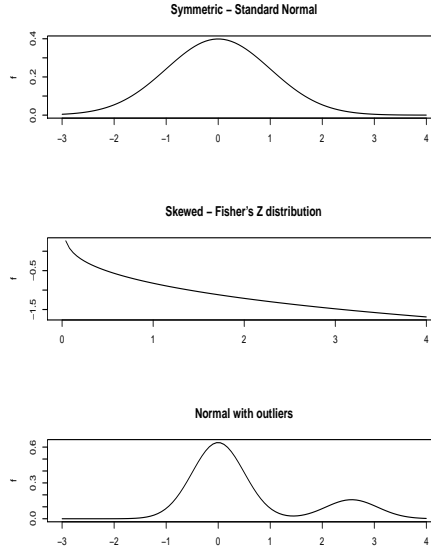 Symmetric – Standard Normal
f
0.0 0.2 0.4
−3 −2 −1 0 1 2 3 4
Skewed – Fisher's Z distribution
f
−1.5 −0.5
0 1 2 3 4
Normal with outliers
f
0.0 0.3 0.6
−3 −2 −1 0 1 2 3 4